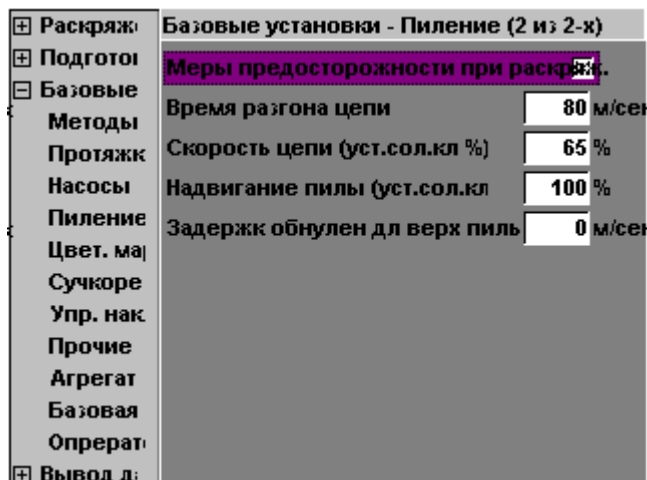 Раскряж
Подготог
Базовые
Методы
Протяжк
Насосы
Пиление
Цвет. ма
Сучкоре
Упр. нак.
Прочие
Агрегат
Базовая
Опрерат
Вывод д
Базовые установки - Пиление (2 из 2-х)
Меры предосторожности при раскряж.
Время разгона цепи 80 м/сек
Скорость цепи (уст.сол.кл %) 65 %
Надвигание пилы (уст.сол.кл 100 %
Задержк обнулен дл верх пиль 0 м/сек